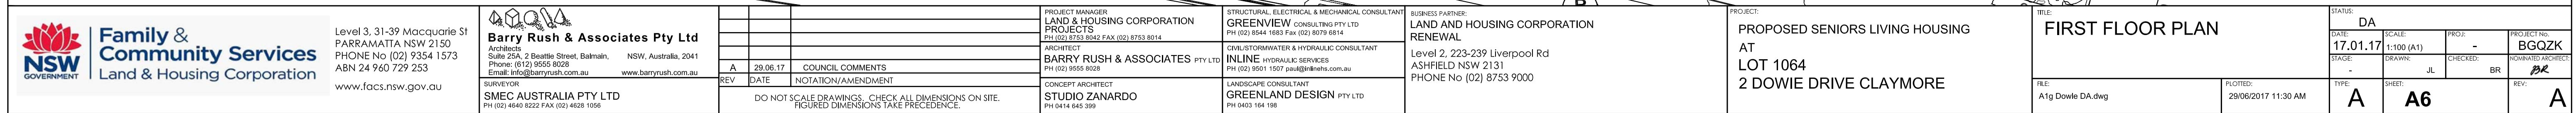 NSW
GOVERNMENT
Family &
Community Services
Land & Housing Corporation
Level 3, 31-39 Macquarie St
PARRAMATTA NSW 2150
PHONE No (02) 9354 1573
ABN 24 960 729 253
www.facs.nsw.gov.au
Barry Rush & Associates Pty Ltd
Architects
Suite 25A, 2 Beattie Street, Balmain, NSW, Australia, 2041
Phone: (612) 9555 8028
Email: Info@barryrush.com.au www.barryrush.com.au
SURVEYOR
SMEC AUSTRALIA PTY LTD
PH (02) 4640 8222 FAX (02) 4628 1056
A 29.06.17 COUNCIL COMMENTS
REV DATE NOTATION/AMENDMENT
DO NOT SCALE DRAWINGS. CHECK ALL DIMENSIONS ON SITE.
FIGURED DIMENSIONS TAKE PRECEDENCE.
PROJECT MANAGER
LAND & HOUSING CORPORATION
PROJECTS
PH (02) 8753 8042 FAX (02) 8753 8014
ARCHITECT
BARRY RUSH & ASSOCIATES PTY LTD
PH (02) 9555 8028
CONCEPT ARCHITECT
STUDIO ZANARDO
PH 0414 645 399
STRUCTURAL, ELECTRICAL & MECHANICAL CONSULTANT
GREENVIEW CONSULTING PTY LTD
PH (02) 8544 1683 Fax (02) 8079 6814
CIVIL/STORMWATER & HYDRAULIC CONSULTANT
INLINE HYDRAULIC SERVICES
PH (02) 9501 1507 paul@inlinehs.com.au
LANDSCAPE CONSULTANT
GREENLAND DESIGN PTY LTD
PH 0403 164 198
BUSINESS PARTNER:
LAND AND HOUSING CORPORATION
RENEWAL
Level 2, 223-239 Liverpool Rd
ASHFIELD NSW 2131
PHONE No (02) 8753 9000
PROJECT:
PROPOSED SENIORS LIVING HOUSING
AT
LOT 1064
2 DOWIE DRIVE CLAYMORE
TITLE:
FIRST FLOOR PLAN
FILE:
A1g Dowie DA.dwg
PLOTTED:
29/06/2017 11:30 AM
STATUS:
DA
DATE: SCALE: PROJ: PROJECT No.
17.01.17 1:100 (A1) - BGQZK
STAGE: DRAWN: CHECKED: NOMINATED ARCHITECT:
- JL BR BR
TYPE: SHEET: REV:
A A6 A